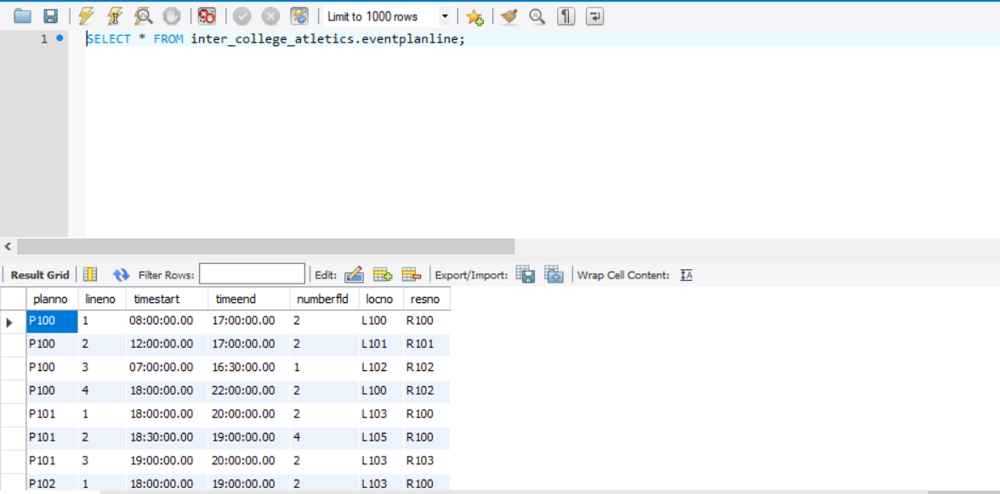 Limit to 1000 rows
1 SELECT * FROM inter_college_atletics.eventplanline;
Result Grid Filter Rows: Edit: Export/Import: Wrap Cell Content:
planno lineno timestart timeend numberfld locno resno
P100 1 08:00:00.00 17:00:00.00 2 L100 R100
P100 2 12:00:00.00 17:00:00.00 2 L101 R101
P100 3 07:00:00.00 16:30:00.00 1 L102 R102
P100 4 18:00:00.00 22:00:00.00 2 L100 R102
P101 1 18:00:00.00 20:00:00.00 2 L103 R100
P101 2 18:30:00.00 19:00:00.00 4 L105 R100
P101 3 19:00:00.00 20:00:00.00 2 L103 R103
P102 1 18:00:00.00 19:00:00.00 2 L103 R100